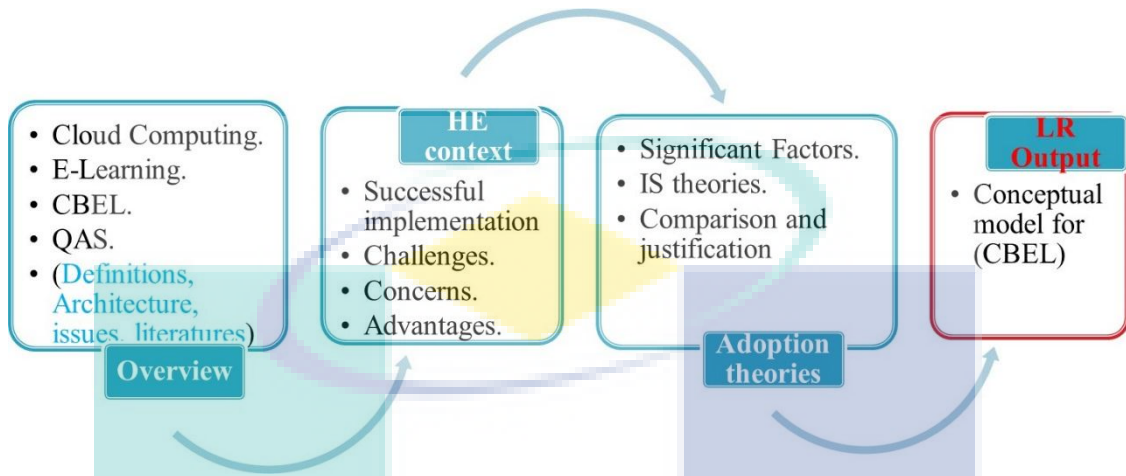 • Cloud Computing.
• E-Learning.
• CBEL.
• QAS.
• (Definitions,
Architecture,
issues, literatures)
Overview
HE
context
• Successful
implementation
• Challenges.
• Concerns.
• Advantages.
• Significant Factors.
• IS theories.
• Comparison and
justification
Adoption
theories
LR
Output
• Conceptual
model for
(CBEL)